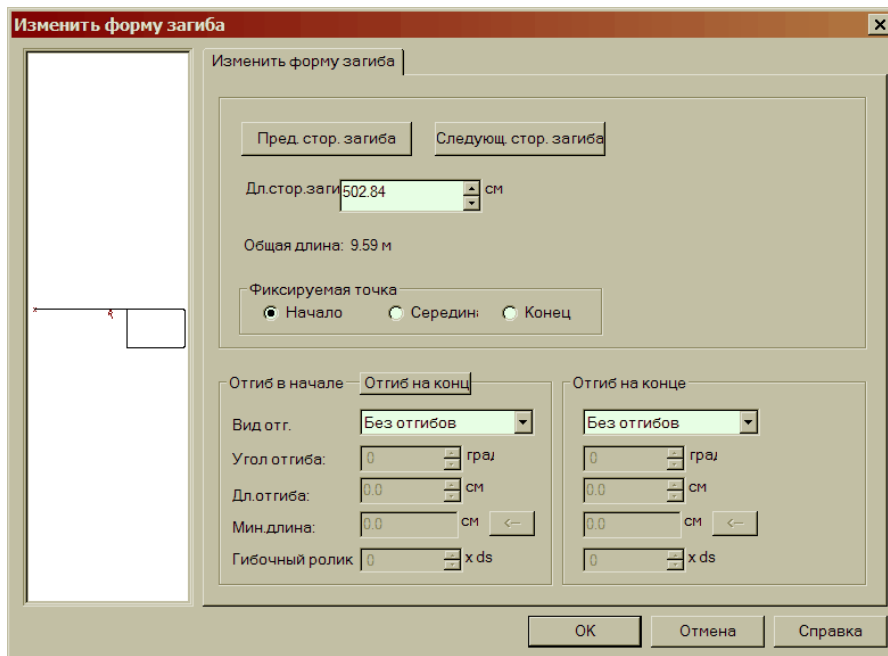 Изменить форму загиба
Изменить форму загиба
Пред. стор. загиба Следующ. стор. загиба
Дл.стор.заги 502.84 см
Общая длина: 9.59 м
Фиксируемая точка
Начало Середин Конец
Отгиб в начале Отгиб на конц Отгиб на конце
Вид отг. Без отгибов Без отгибов
Угол отгиба: 0 град 0 град
Дл.отгиба: 0.0 см 0.0 см
Мин.длина: 0.0 см <-- 0.0 см <--
Гибочный ролик 0 x ds 0 x ds
OK Отмена Справка